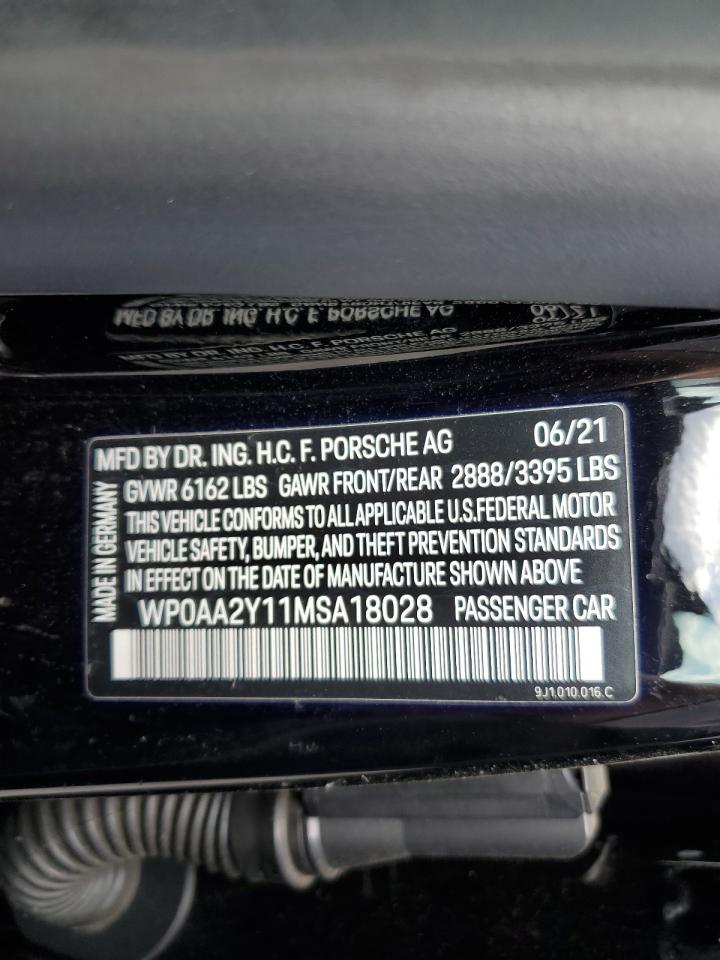 MFD BY DR. ING. H.C. F. PORSCHE AG 06/21
GVWR 6162 LBS GAWR FRONT/REAR 2888/3395 LBS
THIS VEHICLE CONFORMS TO ALL APPLICABLE U.S.FEDERAL MOTOR
VEHICLE SAFETY, BUMPER, AND THEFT PREVENTION STANDARDS
IN EFFECT ON THE DATE OF MANUFACTURE SHOWN ABOVE
WP0AA2Y11MSA18028 PASSENGER CAR
9J1.010.016.C
MADE IN GERMANY